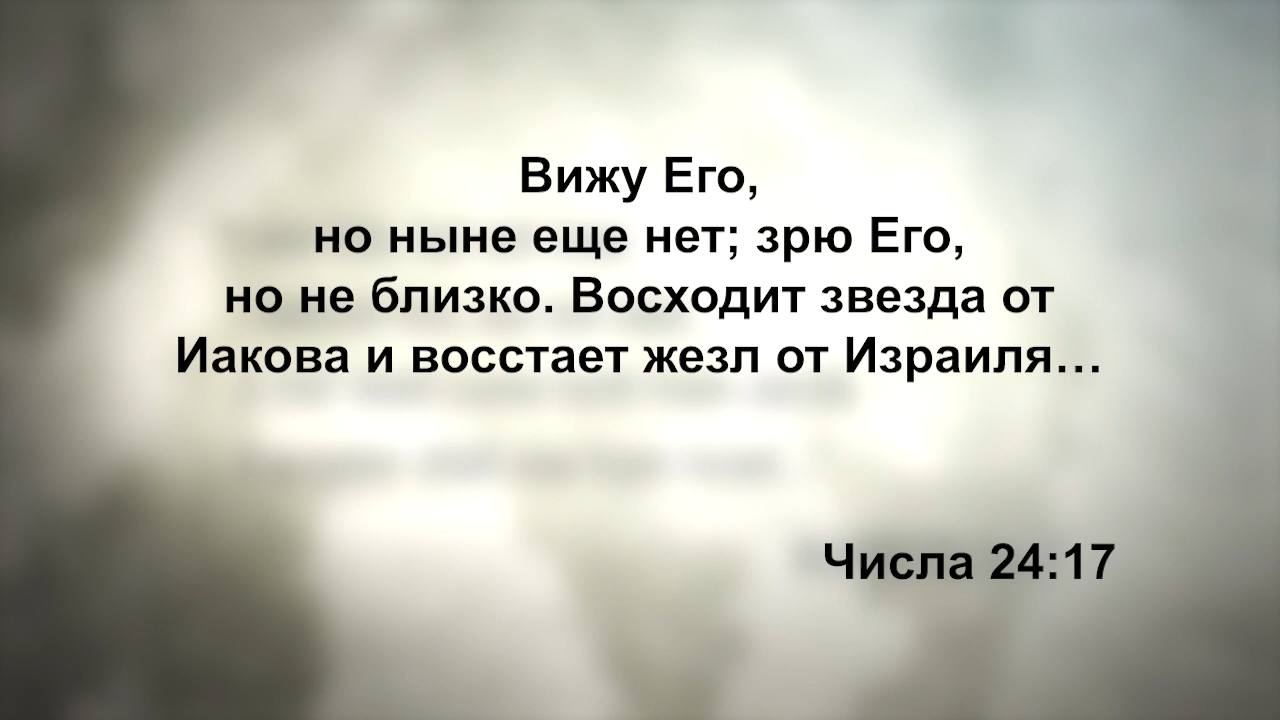 Вижу Его,
но ныне еще нет; зрю Его,
но не близко. Восходит звезда от
Иакова и восстает жезл от Израиля…
Числа 24:17